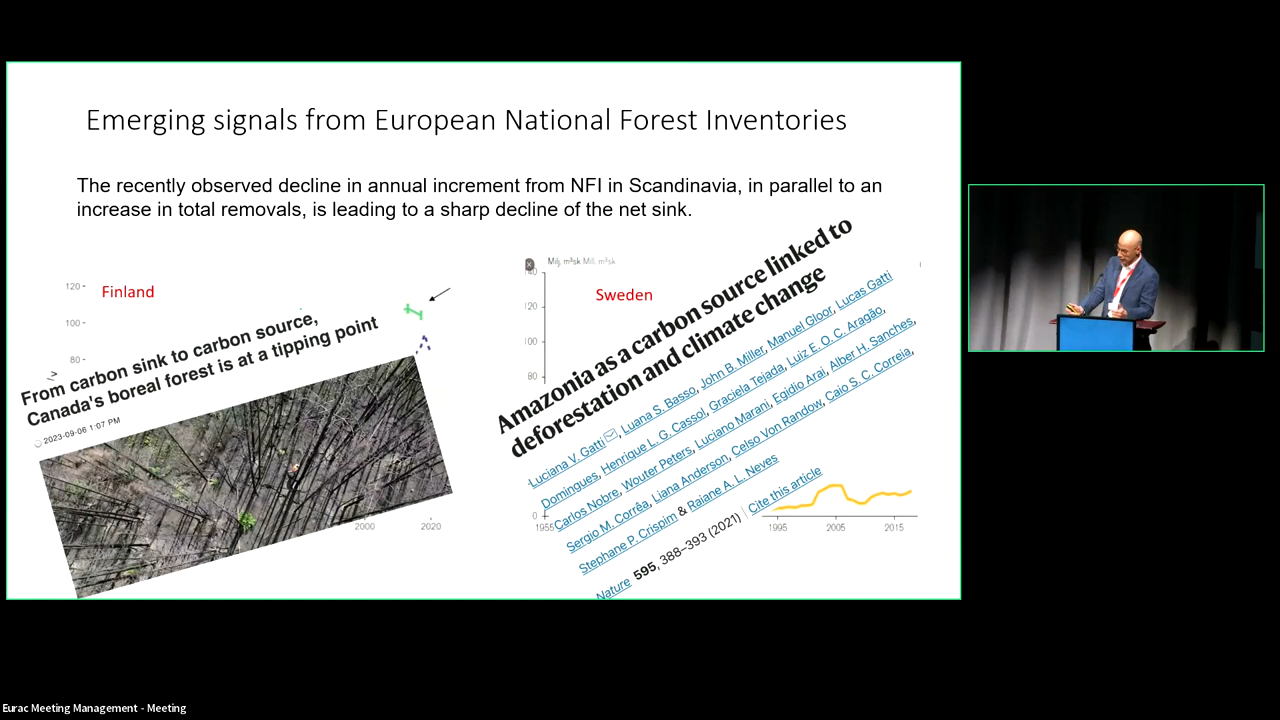 Emerging signals from European National Forest Inventories
The recently observed decline in annual increment from NFI in Scandinavia, in parallel to an
increase in total removals, is leading to a sharp decline of the net sink.
120
Finland
100
80
From carbon sink to carbon source,
Canada's boreal forest is at a tipping point
2023-09-06 1:07 PM
2000
2020
Milj. m³sk Mill. m³sk
Sweden
120
80
0
1955
1995
2005
2015
Amazonia as a carbon source linked to
deforestation and climate change
Luciana V. Gatti, Luana S. Basso, John B. Miller, Manuel Gloor, Lucas Gatti
Domingues, Henrique L. G. Cassol, Graciela Tejada, Luiz E. O. C. Aragão,
Carlos Nobre, Wouter Peters, Luciano Marani, Egidio Arai, Alber H. Sanches,
Sergio M. Corrêa, Liana Anderson, Celso Von Randow, Caio S. C. Correia,
Stephane P. Crispim & Raiane A. L. Neves
Nature 595, 388–393 (2021) | Cite this article
Eurac Meeting Management - Meeting